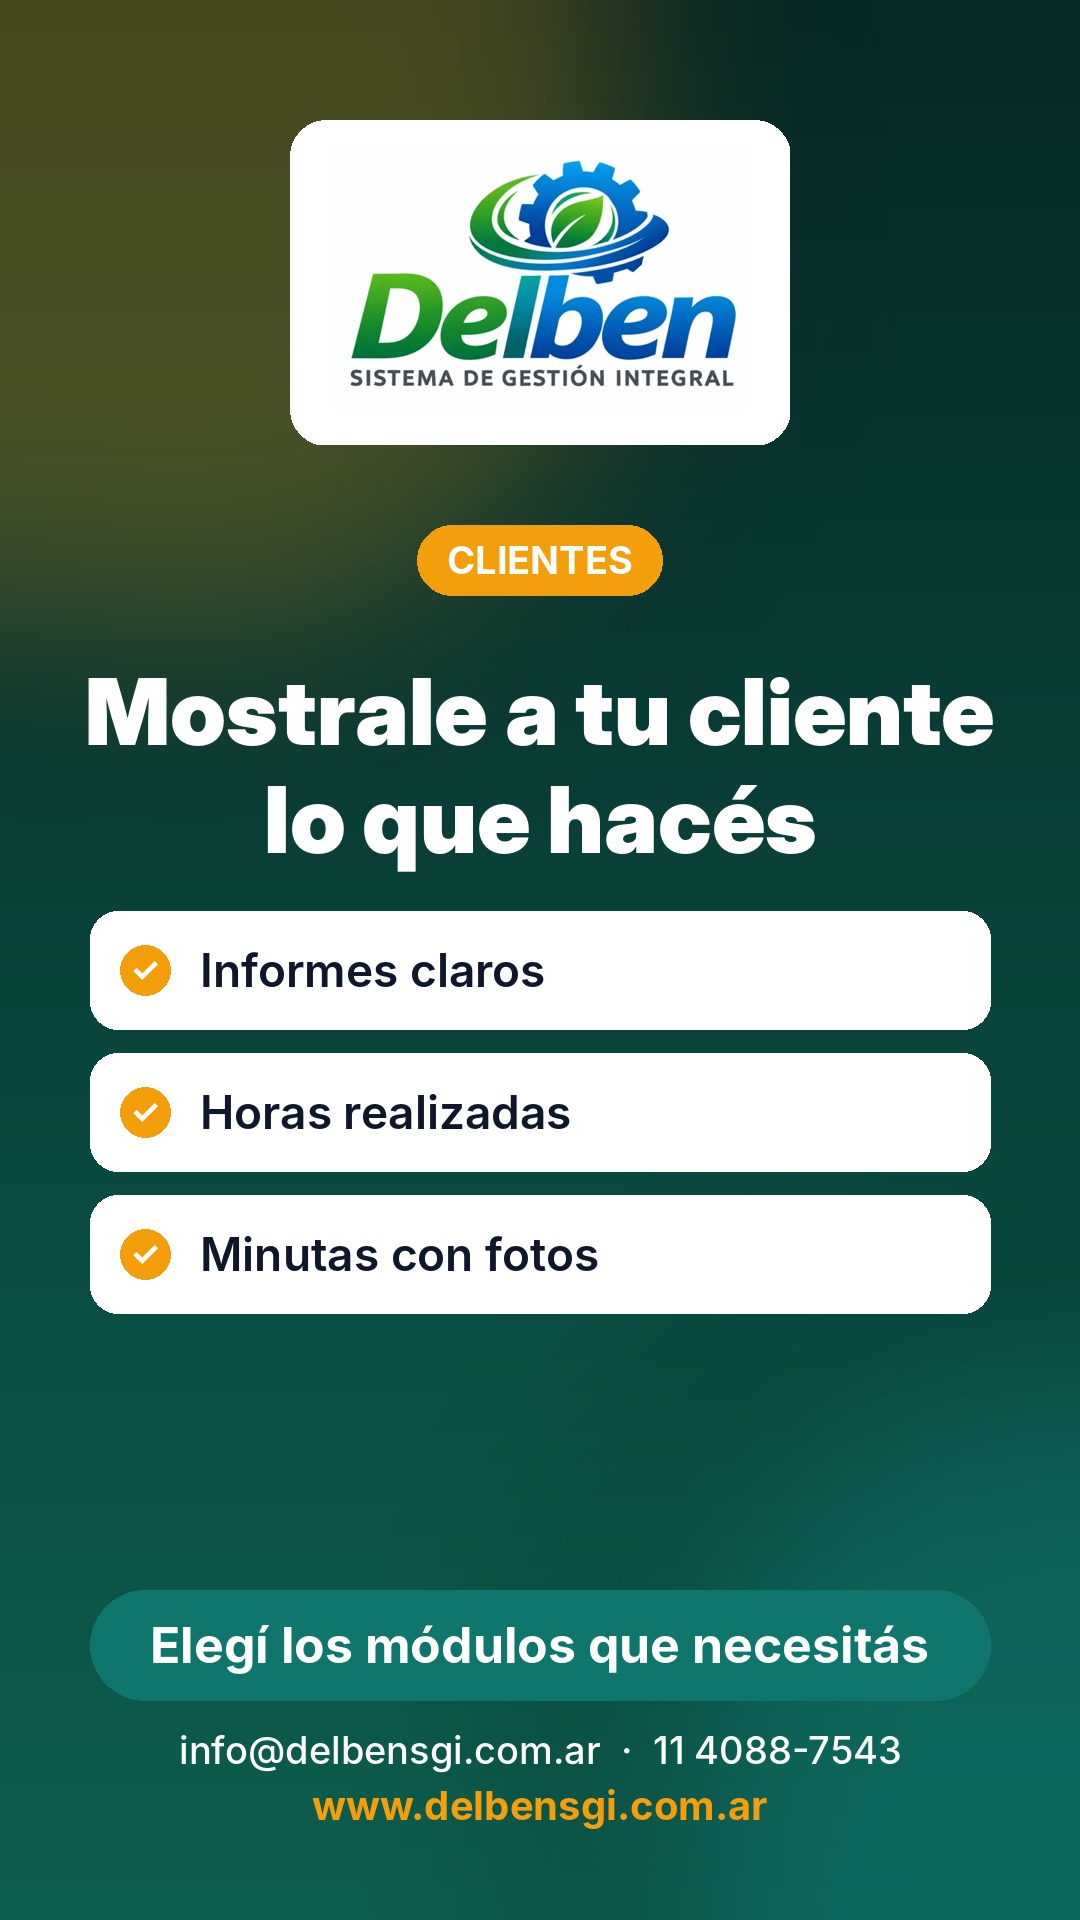 Delben
SISTEMA DE GESTIÓN INTEGRAL
CLIENTES
Mostrale a tu cliente
lo que hacés
Informes claros
Horas realizadas
Minutas con fotos
Elegí los módulos que necesitás
info@delbensgi.com.ar · 11 4088-7543
www.delbensgi.com.ar